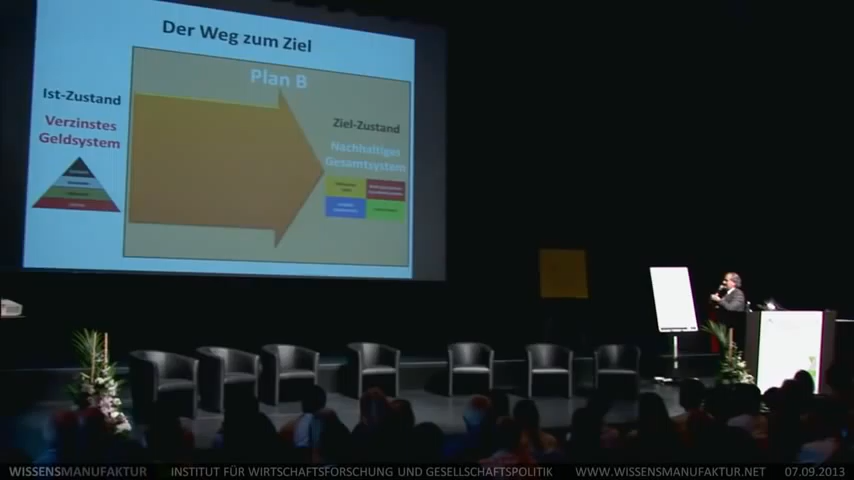 Der Weg zum Ziel
Plan B
Ist-Zustand
Verzinstes
Geldsystem
Ziel-Zustand
Nachhaltiges
Gesamtsystem
WISSENSMANUFAKTUR INSTITUT FÜR WIRTSCHAFTSFORSCHUNG UND GESELLSCHAFTSPOLITIK WWW.WISSENSMANUFAKTUR.NET 07.09.2013